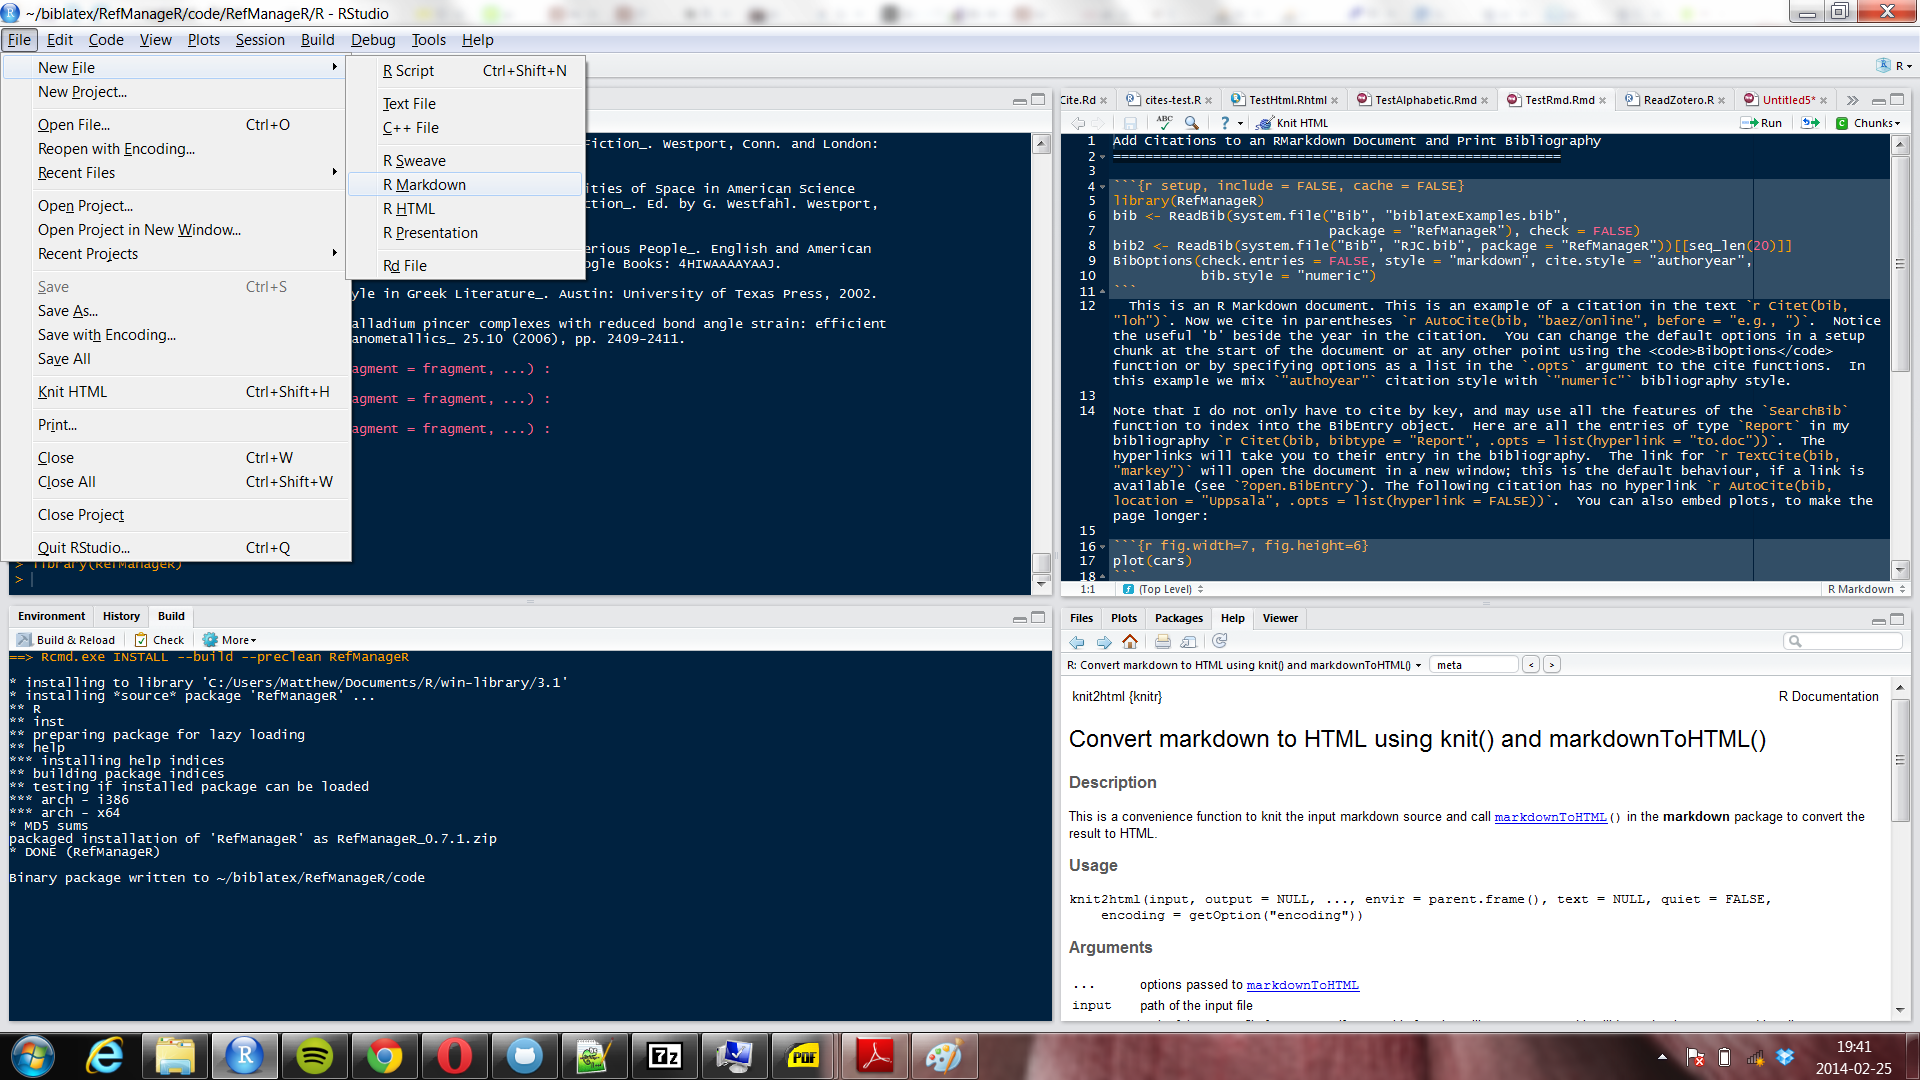 ~/biblatex/RefManageR/code/RefManageR/R - RStudio
File Edit Code View Plots Session Build Debug Tools Help
New File
New Project...
Open File... Ctrl+O
Reopen with Encoding...
Recent Files
Open Project...
Open Project in New Window...
Recent Projects
Save Ctrl+S
Save As...
Save with Encoding...
Save All
Knit HTML Ctrl+Shift+H
Print...
Close Ctrl+W
Close All Ctrl+Shift+W
Close Project
Quit RStudio... Ctrl+Q
R Script Ctrl+Shift+N
Text File
C++ File
R Sweave
R Markdown
R HTML
R Presentation
Rd File
R
Fiction_. Westport, Conn. and London:
ities of Space in American Science
ction_. Ed. by G. Westfahl. Westport,
erious People_. English and American
ogle Books: 4HIWAAAAYAAJ.
yle in Greek Literature_. Austin: University of Texas Press, 2002.
alladium pincer complexes with reduced bond angle strain: efficient
anometallics_ 25.10 (2006), pp. 2409-2411.
agment = fragment, ...) :
agment = fragment, ...) :
agment = fragment, ...) :
> library(RefManageR)
>
Cite.Rd cites-test.R TestHtml.Rhtml TestAlphabetic.Rmd TestRmd.Rmd ReadZotero.R Untitled5*
ABC ? Knit HTML Run Chunks
1 Add Citations to an RMarkdown Document and Print Bibliography
2 ========================================================
3
4 ```{r setup, include = FALSE, cache = FALSE}
5 library(RefManageR)
6 bib <- ReadBib(system.file("Bib", "biblatexExamples.bib",
7 package = "RefManageR"), check = FALSE)
8 bib2 <- ReadBib(system.file("Bib", "RJC.bib", package = "RefManageR"))[[seq_len(20)]]
9 BibOptions(check.entries = FALSE, style = "markdown", cite.style = "authoryear",
10 bib.style = "numeric")
11 ```
12 This is an R Markdown document. This is an example of a citation in the text `r Citet(bib,
"loh")`. Now we cite in parentheses `r AutoCite(bib, "baez/online", before = "e.g., ")`. Notice
the useful 'b' beside the year in the citation. You can change the default options in a setup
chunk at the start of the document or at any other point using the <code>BibOptions</code>
function or by specifying options as a list in the `.opts` argument to the cite functions. In
this example we mix `"authoyear"` citation style with `"numeric"` bibliography style.
13
14 Note that I do not only have to cite by key, and may use all the features of the `SearchBib`
function to index into the BibEntry object. Here are all the entries of type `Report` in my
bibliography `r Citet(bib, bibtype = "Report", .opts = list(hyperlink = "to.doc"))`. The
hyperlinks will take you to their entry in the bibliography. The link for `r TextCite(bib,
"markey")` will open the document in a new window; this is the default behaviour, if a link is
available (see `?open.BibEntry`). The following citation has no hyperlink `r AutoCite(bib,
location = "Uppsala", .opts = list(hyperlink = FALSE))`. You can also embed plots, to make the
page longer:
15
16 ```{r fig.width=7, fig.height=6}
17 plot(cars)
18 ```
1:1 (Top Level) R Markdown
Environment History Build
Build & Reload Check More
==> Rcmd.exe INSTALL --build --preclean RefManageR
* installing to library 'C:/Users/Matthew/Documents/R/win-library/3.1'
* installing *source* package 'RefManageR' ...
** R
** inst
** preparing package for lazy loading
** help
*** installing help indices
** building package indices
** testing if installed package can be loaded
*** arch - i386
*** arch - x64
* MD5 sums
packaged installation of 'RefManageR' as RefManageR_0.7.1.zip
* DONE (RefManageR)
Binary package written to ~/biblatex/RefManageR/code
Files Plots Packages Help Viewer
R: Convert markdown to HTML using knit() and markdownToHTML() meta < >
knit2html {knitr} R Documentation
Convert markdown to HTML using knit() and markdownToHTML()
Description
This is a convenience function to knit the input markdown source and call markdownToHTML() in the markdown package to convert the
result to HTML.
Usage
knit2html(input, output = NULL, ..., envir = parent.frame(), text = NULL, quiet = FALSE,
encoding = getOption("encoding"))
Arguments
... options passed to markdownToHTML
input path of the input file
7z PDF
19:41
2014-02-25